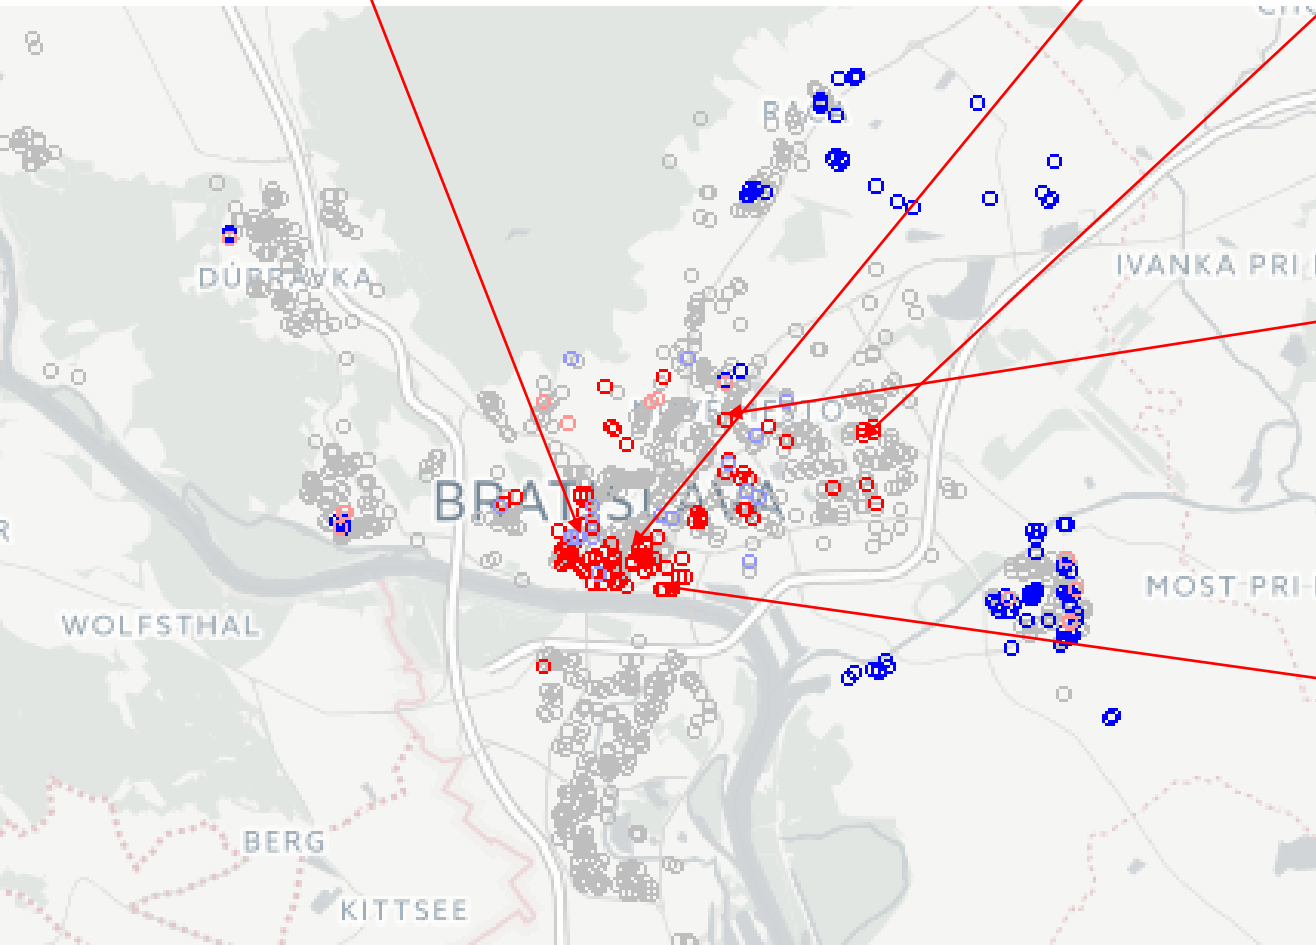 DÚBRAVKA
IVANKA PRI
BRATISLAVA
MOST PRI
WOLFSTHAL
BERG
KITTSEE